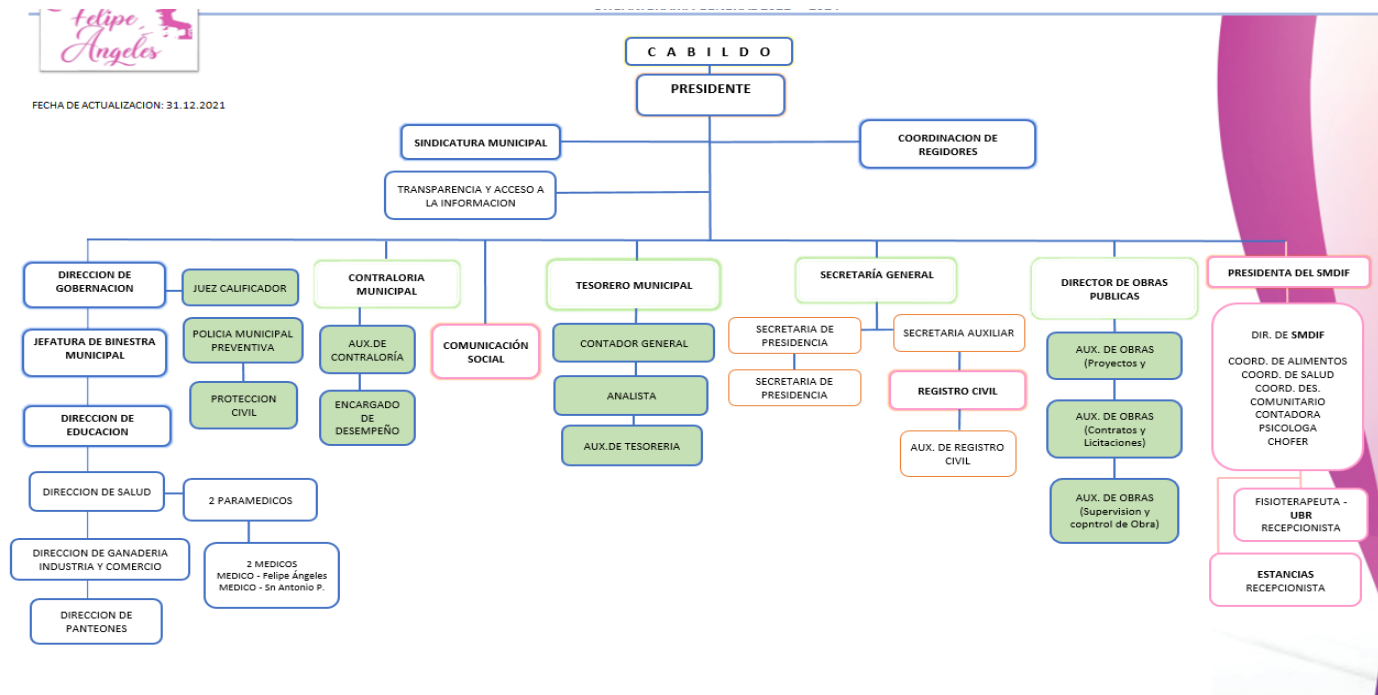 Felipe
Ángeles
FECHA DE ACTUALIZACION: 31.12.2021
C A B I L D O
PRESIDENTE
SINDICATURA MUNICIPAL
COORDINACION DE
REGIDORES
TRANSPARENCIA Y ACCESO A
LA INFORMACION
DIRECCION DE
GOBERNACION
JUEZ CALIFICADOR
POLICIA MUNICIPAL
PREVENTIVA
PROTECCION
CIVIL
JEFATURA DE BINESTRA
MUNICIPAL
DIRECCION DE
EDUCACION
DIRECCION DE SALUD
2 PARAMEDICOS
2 MEDICOS
MEDICO - Felipe Ángeles
MEDICO - Sn Antonio P.
DIRECCION DE GANADERIA
INDUSTRIA Y COMERCIO
DIRECCION DE
PANTEONES
CONTRALORIA
MUNICIPAL
AUX.DE
CONTRALORÍA
ENCARGADO
DE
DESEMPEÑO
COMUNICACIÓN
SOCIAL
TESORERO MUNICIPAL
CONTADOR GENERAL
ANALISTA
AUX.DE TESORERIA
SECRETARÍA GENERAL
SECRETARIA DE
PRESIDENCIA
SECRETARIA DE
PRESIDENCIA
SECRETARIA AUXILIAR
REGISTRO CIVIL
AUX. DE REGISTRO
CIVIL
DIRECTOR DE OBRAS
PUBLICAS
AUX. DE OBRAS
(Proyectos y
AUX. DE OBRAS
(Contratos y
Licitaciones)
AUX. DE OBRAS
(Supervision y
copntrol de Obra)
PRESIDENTA DEL SMDIF
DIR. DE SMDIF
COORD. DE ALIMENTOS
COORD. DE SALUD
COORD. DES.
COMUNITARIO
CONTADORA
PSICOLOGA
CHOFER
FISIOTERAPEUTA -
UBR
RECEPCIONISTA
ESTANCIAS
RECEPCIONISTA